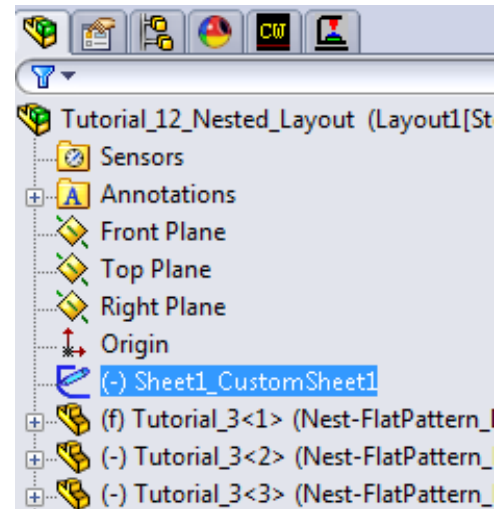 CW
Tutorial_12_Nested_Layout (Layout1[St
Sensors
A Annotations
Front Plane
Top Plane
Right Plane
Origin
(-) Sheet1_CustomSheet1
(f) Tutorial_3<1> (Nest-FlatPattern_
(-) Tutorial_3<2> (Nest-FlatPattern_
(-) Tutorial_3<3> (Nest-FlatPattern_